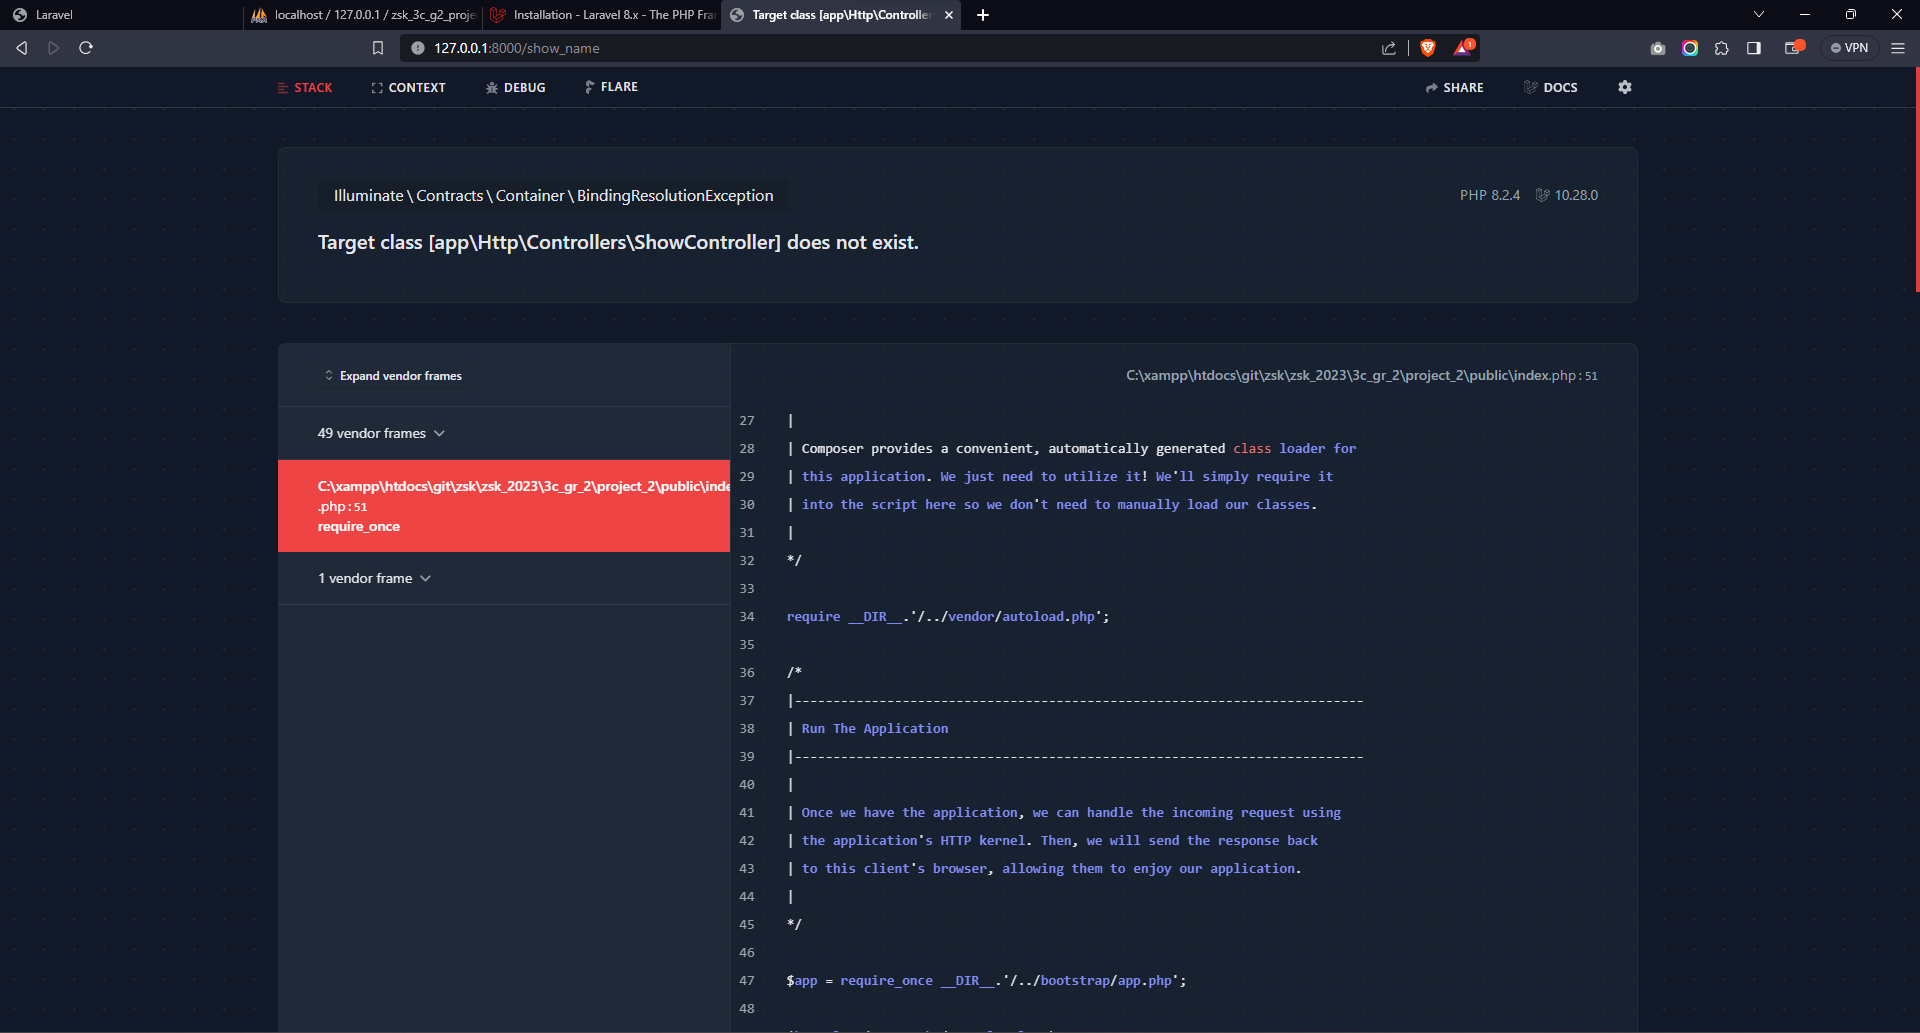 Laravel
localhost / 127.0.0.1 / zsk_3c_g2_proje
Installation - Laravel 8.x - The PHP Fra
Target class [app\Http\Controller
127.0.0.1:8000/show_name
1
VPN
STACK
CONTEXT
DEBUG
FLARE
SHARE
DOCS
Illuminate \ Contracts \ Container \ BindingResolutionException
PHP 8.2.4
10.28.0
Target class [app\Http\Controllers\ShowController] does not exist.
Expand vendor frames
49 vendor frames
C:\xampp\htdocs\git\zsk\zsk_2023\3c_gr_2\project_2\public\inde
.php : 51
require_once
1 vendor frame
C:\xampp\htdocs\git\zsk\zsk_2023\3c_gr_2\project_2\public\index.php : 51
27 |
28 | Composer provides a convenient, automatically generated class loader for
29 | this application. We just need to utilize it! We'll simply require it
30 | into the script here so we don't need to manually load our classes.
31 |
32 */
33
34 require __DIR__.'/../vendor/autoload.php';
35
36 /*
37 |--------------------------------------------------------------------------
38 | Run The Application
39 |--------------------------------------------------------------------------
40 |
41 | Once we have the application, we can handle the incoming request using
42 | the application's HTTP kernel. Then, we will send the response back
43 | to this client's browser, allowing them to enjoy our application.
44 |
45 */
46
47 $app = require_once __DIR__.'/../bootstrap/app.php';
48